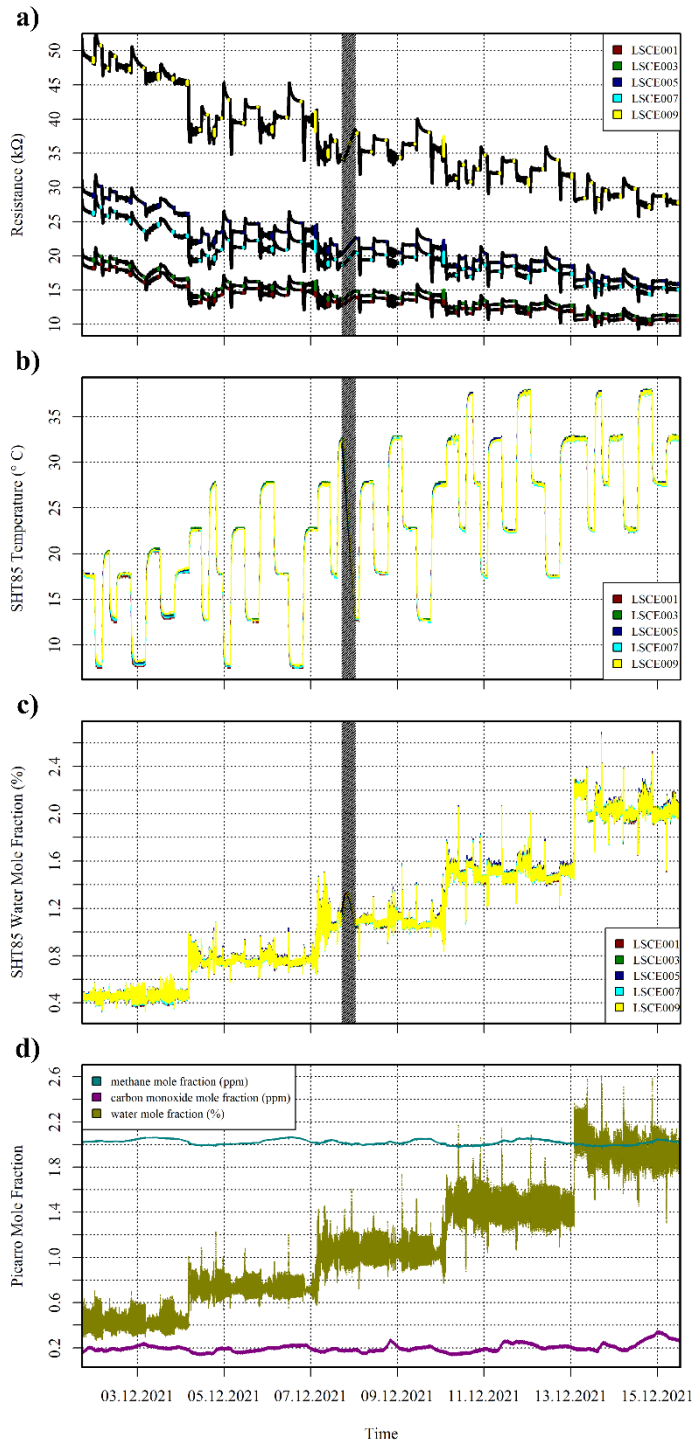 a)
Resistance (kΩ)
50
45
40
35
30
25
20
15
10
LSCE001
LSCE003
LSCE005
LSCE007
LSCE009
b)
SHT85 Temperature (° C)
35
30
25
20
15
10
LSCE001
LSCE003
LSCE005
LSCE007
LSCE009
c)
SHT85 Water Mole Fraction (%)
2.4
2.0
1.6
1.2
0.8
0.4
LSCE001
LSCE003
LSCE005
LSCE007
LSCE009
d)
Picarro Mole Fraction
2.6
2.2
1.8
1.4
1.0
0.6
0.2
methane mole fraction (ppm)
carbon monoxide mole fraction (ppm)
water mole fraction (%)
03.12.2021 05.12.2021 07.12.2021 09.12.2021 11.12.2021 13.12.2021 15.12.2021
Time